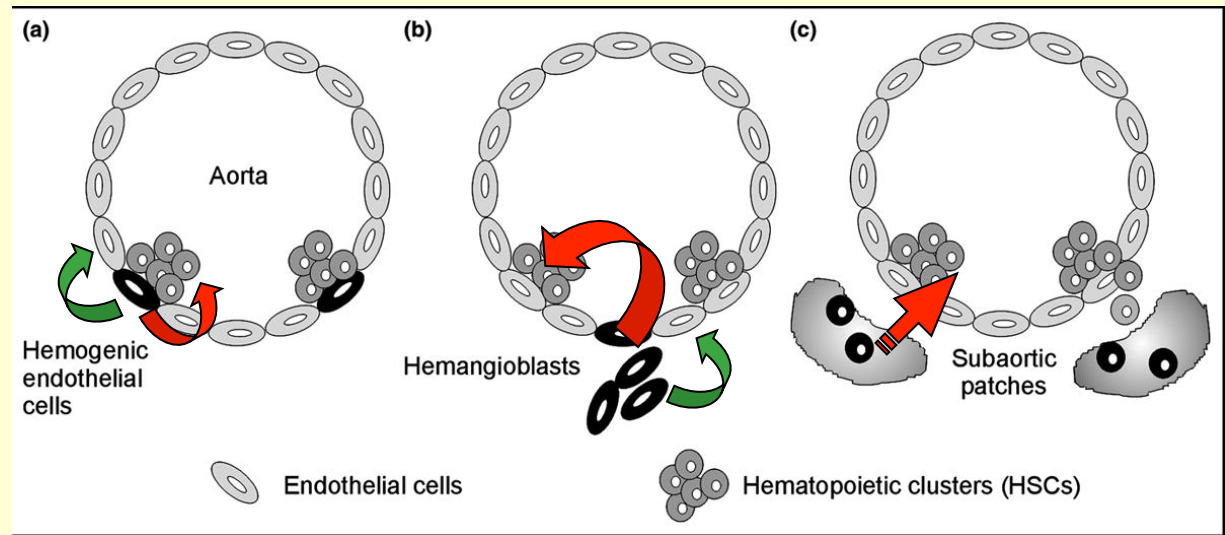 (a)
(b)
(c)
Aorta
Hemogenic
endothelial
cells
Hemangioblasts
Subaortic
patches
Endothelial cells
Hematopoietic clusters (HSCs)